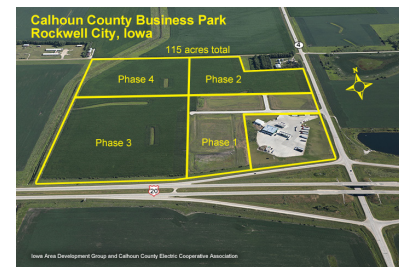 Calhoun County Business Park
Rockwell City, Iowa
115 acres total
4
Phase 4
Phase 2
N
Phase 3
Phase 1
20
Iowa Area Development Group and Calhoun County Electric Cooperative Association